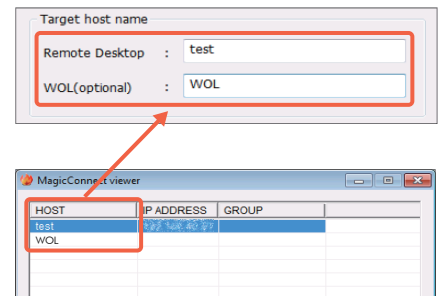 Target host name
Remote Desktop : test
WOL(optional) : WOL
MagicConnect viewer
HOST IP ADDRESS GROUP
test
WOL